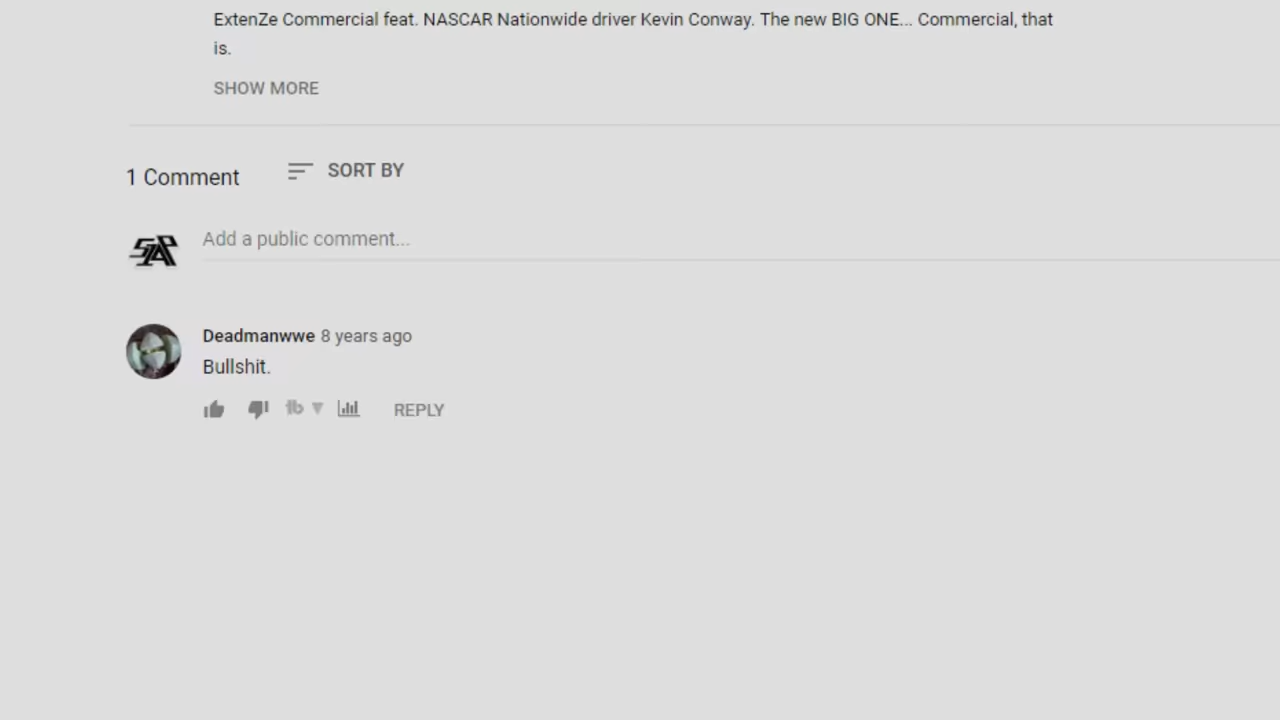 ExtenZe Commercial feat. NASCAR Nationwide driver Kevin Conway. The new BIG ONE... Commercial, that
is.
SHOW MORE
1 Comment
SORT BY
SAP
Add a public comment...
Deadmanwwe 8 years ago
Bullshit.
REPLY